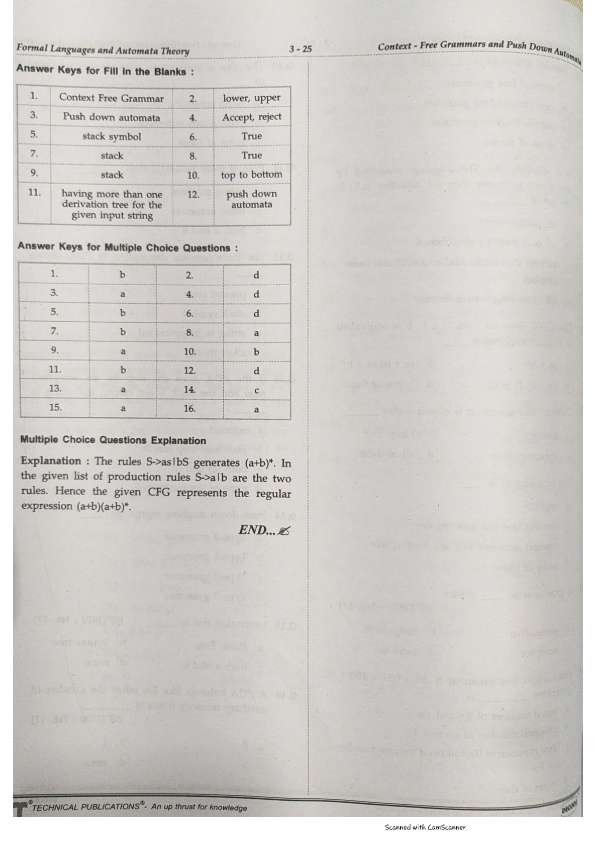 Formal Languages and Automata Theory 3 - 25 Context - Free Grammars and Push Down Automata
Answer Keys for Fill in the Blanks :
1. Context Free Grammar 2. lower, upper
3. Push down automata 4. Accept, reject
5. stack symbol 6. True
7. stack 8. True
9. stack 10. top to bottom
11. having more than one 12. push down
derivation tree for the automata
given input string
Answer Keys for Multiple Choice Questions :
1. b 2. d
3. a 4. d
5. b 6. d
7. b 8. a
9. a 10. b
11. b 12. d
13. a 14. c
15. a 16. a
Multiple Choice Questions Explanation
Explanation : The rules S->as|bS generates (a+b)*. In
the given list of production rules S->a|b are the two
rules. Hence the given CFG represents the regular
expression (a+b)(a+b)*.
END...
TECHNICAL PUBLICATIONS® - An up thrust for knowledge
Scanned with CamScanner